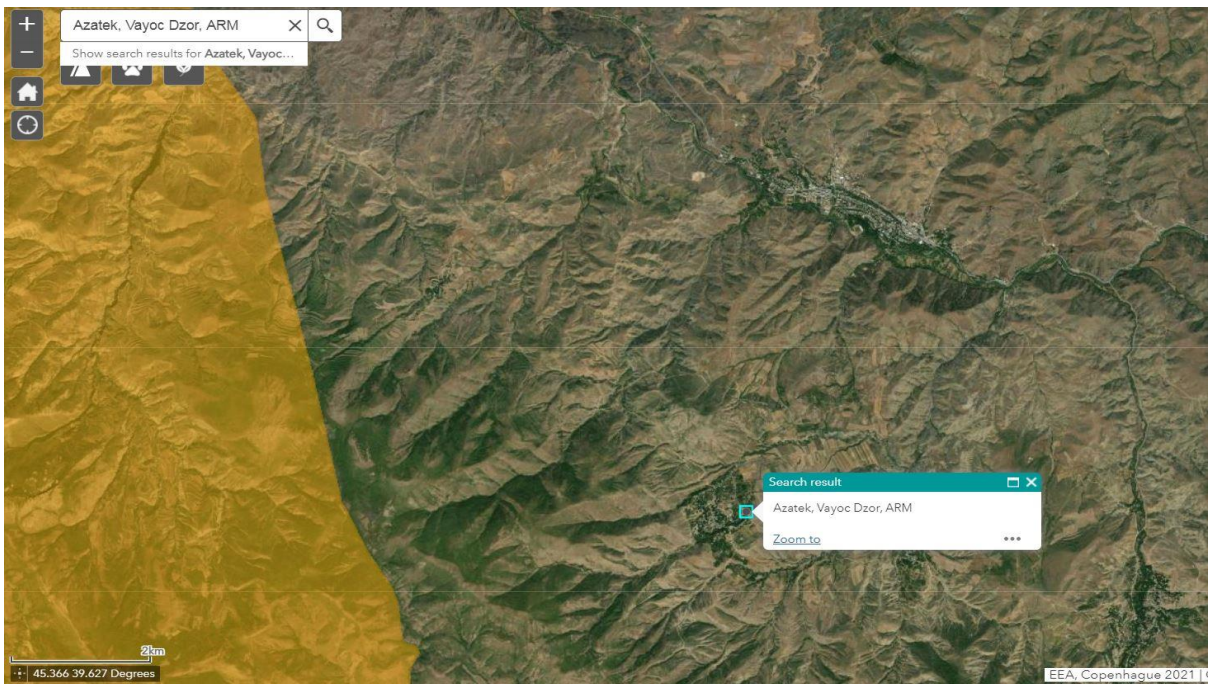 Azatek, Vayoc Dzor, ARM
Show search results for Azatek, Vayoc...
Search result
Azatek, Vayoc Dzor, ARM
Zoom to
2km
45.366 39.627 Degrees
EEA, Copenhague 2021 |